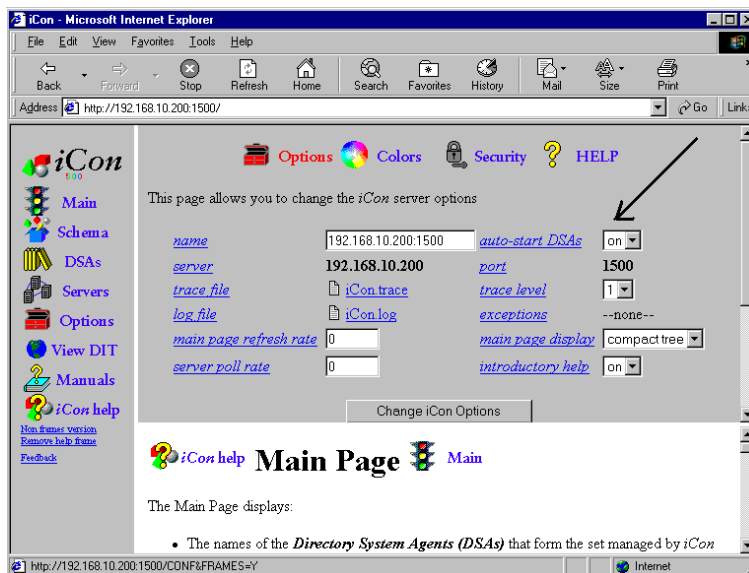 iCon - Microsoft Internet Explorer
File Edit View Favorites Tools Help
Back Forward Stop Refresh Home Search Favorites History Mail Size Print
Address http://192.168.10.200:1500/ Go Links
iCon
500
Main
Schema
DSAs
Servers
Options
View DIT
Manuals
iCon help
Non frames version
Remove help frame
Feedback
Options Colors Security HELP
This page allows you to change the iCon server options
name 192.168.10.200:1500 auto-start DSAs on
server 192.168.10.200 port 1500
trace file iCon.trace trace level 1
log file iCon.log exceptions --none--
main page refresh rate 0 main page display compact tree
server poll rate 0 introductory help on
Change iCon Options
iCon help Main Page Main
The Main Page displays:
• The names of the Directory System Agents (DSAs) that form the set managed by iCon
http://192.168.10.200:1500/CONF&FRAMES=Y Internet